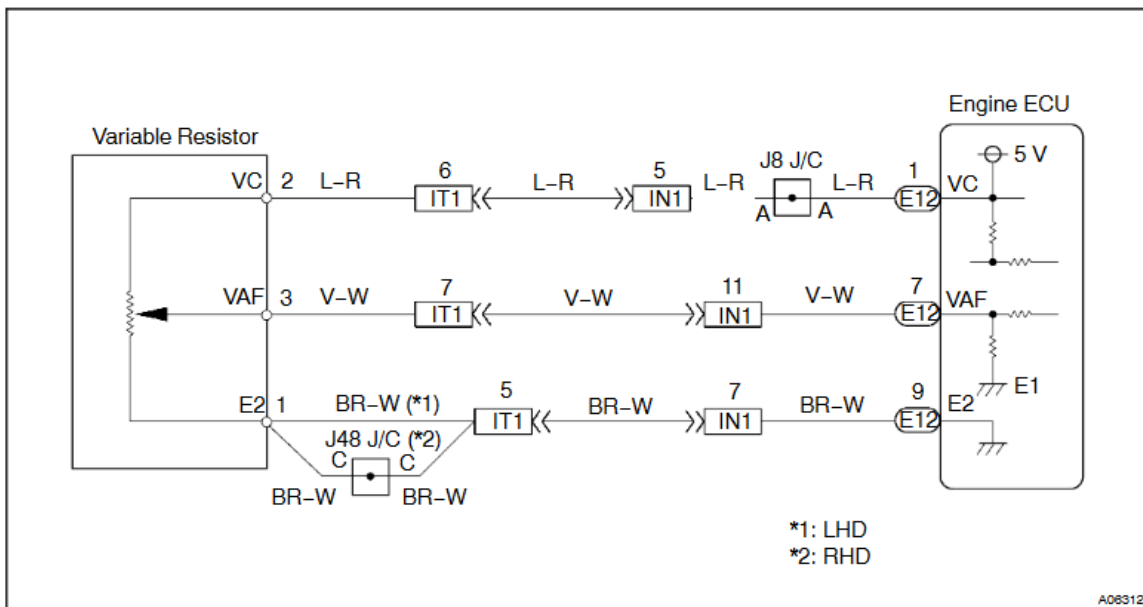 Engine ECU
Variable Resistor
5 V
VC 2 L-R 6 IT1 L-R 5 IN1 L-R J8 J/C A A L-R 1 E12 VC
VAF 3 V-W 7 IT1 V-W 11 IN1 V-W 7 E12 VAF
E1
E2 1 BR-W (*1) 5 IT1 BR-W 7 IN1 BR-W 9 E12 E2
J48 J/C (*2)
C C
BR-W BR-W
*1: LHD
*2: RHD
A06312